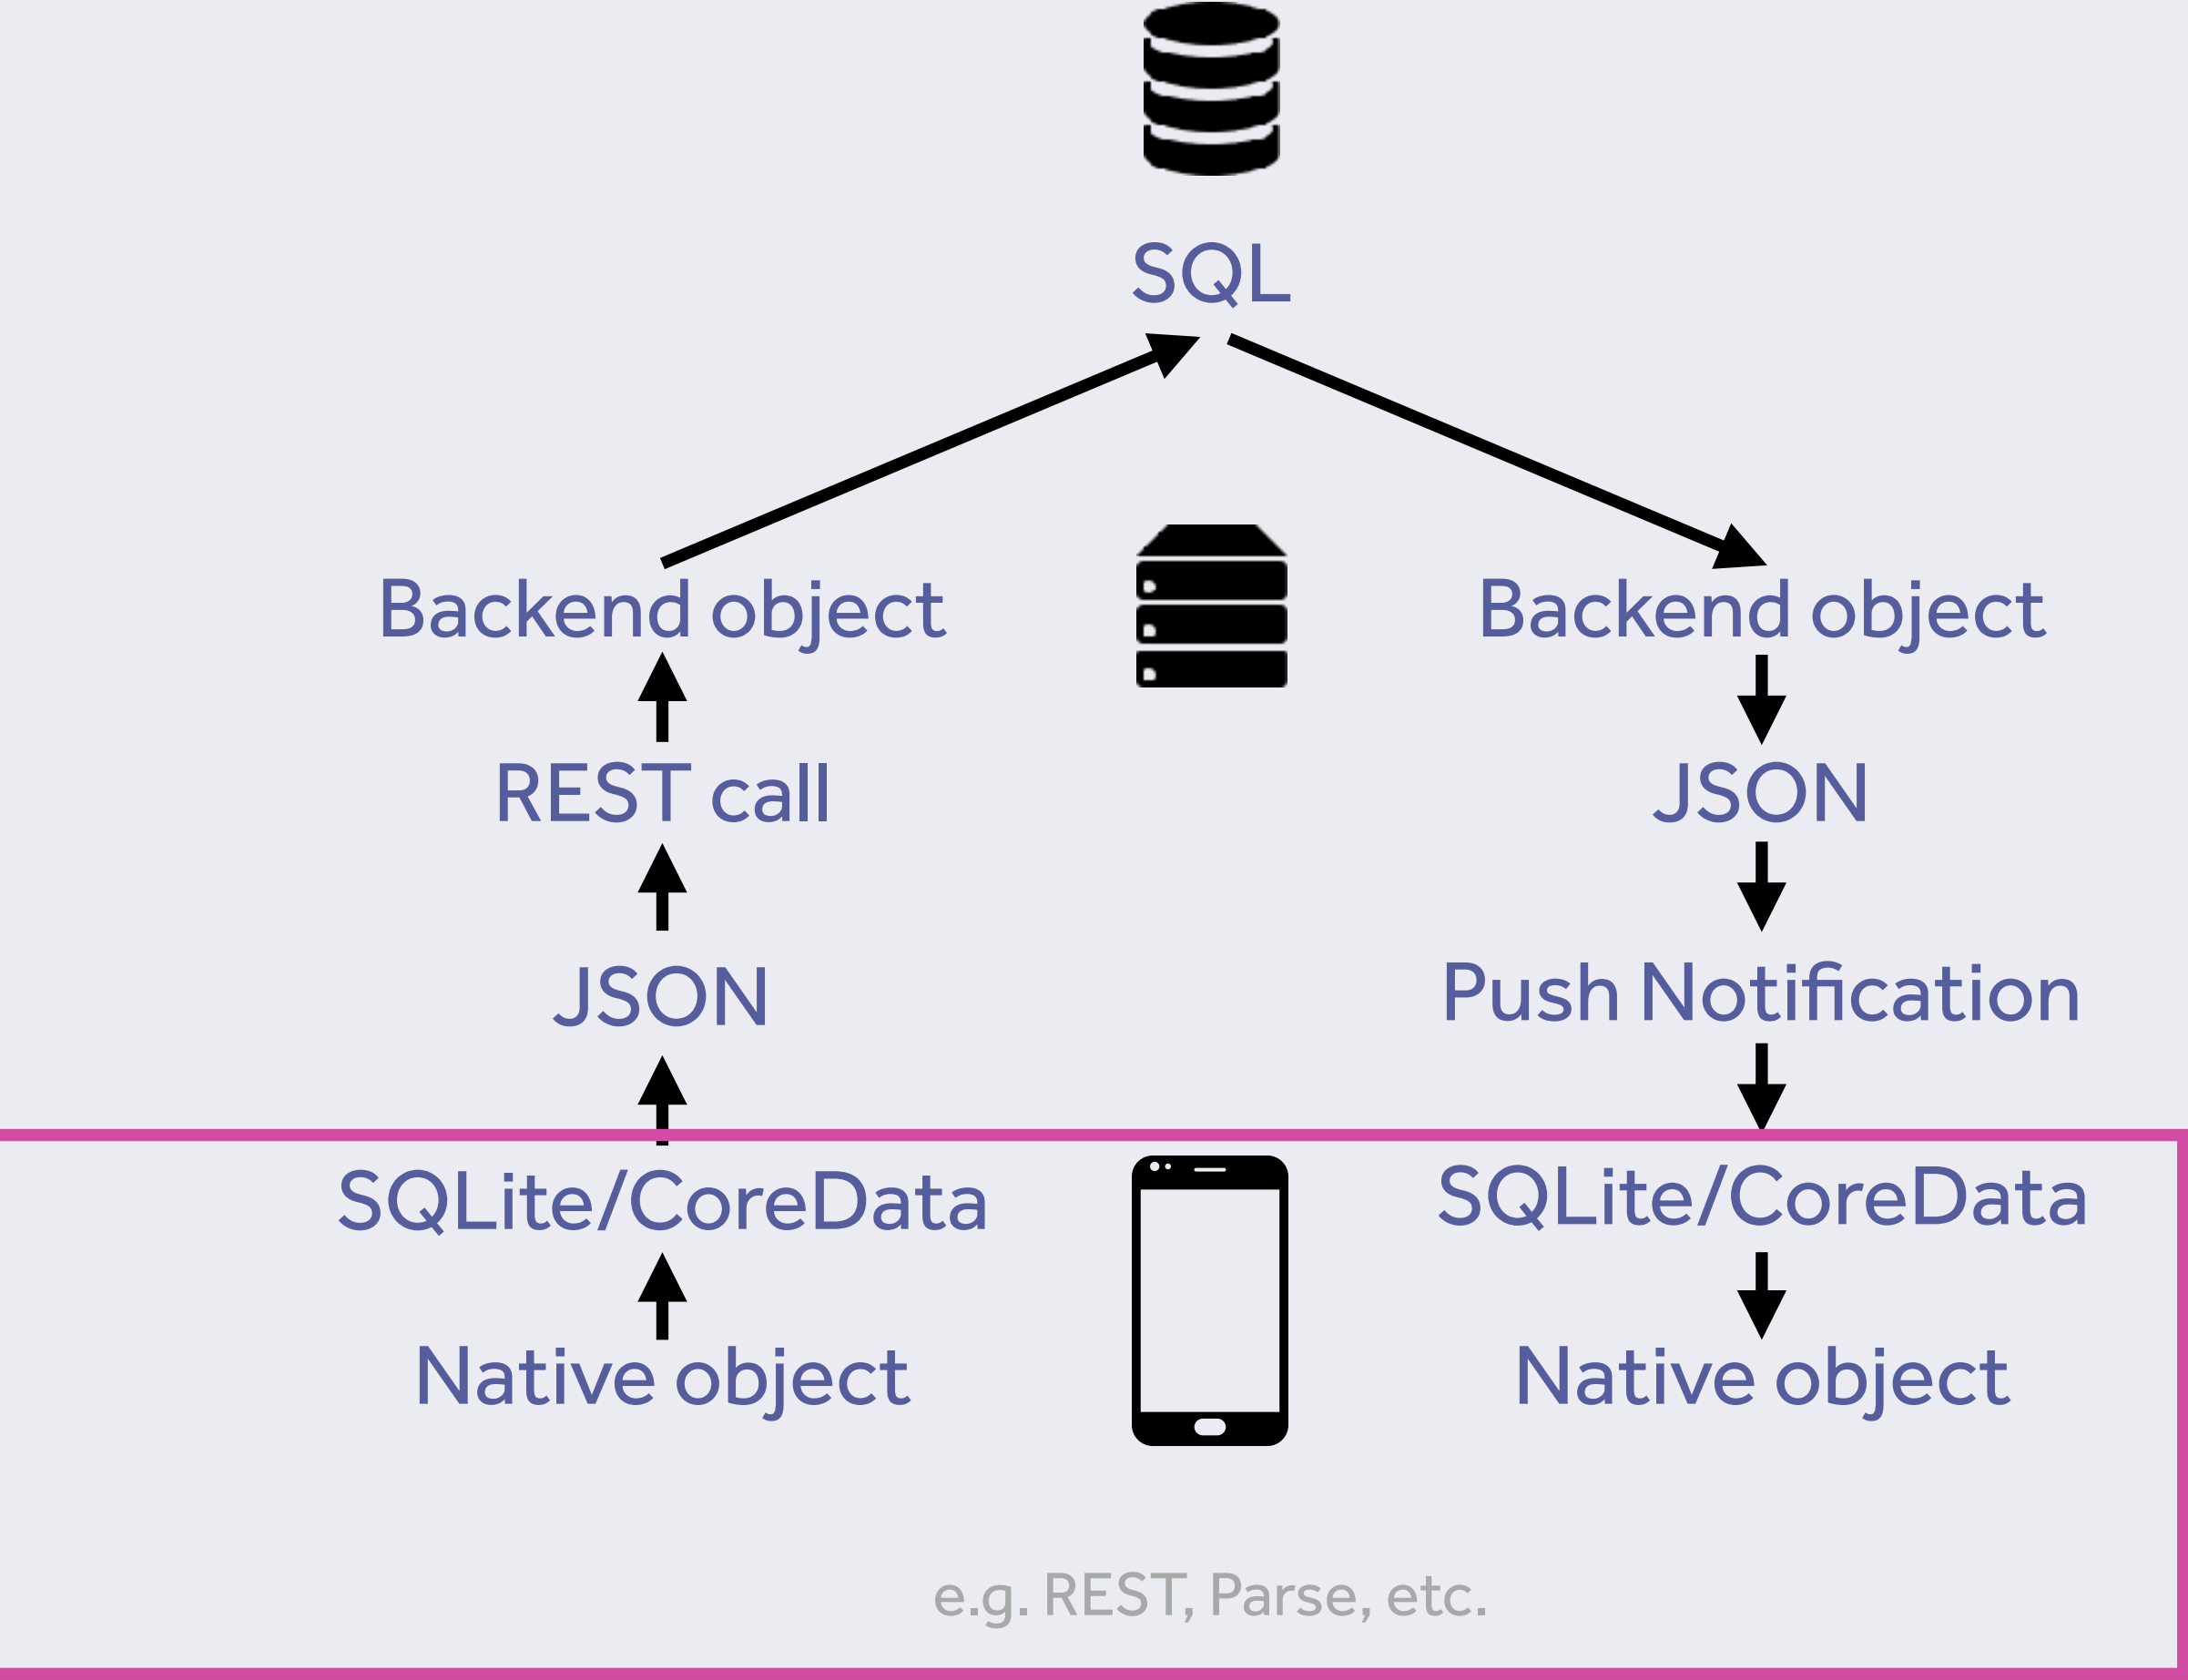 SQL
Backend object
Backend object
REST call
JSON
JSON
Push Notification
SQLite/CoreData
SQLite/CoreData
Native object
Native object
e.g. REST, Parse, etc.